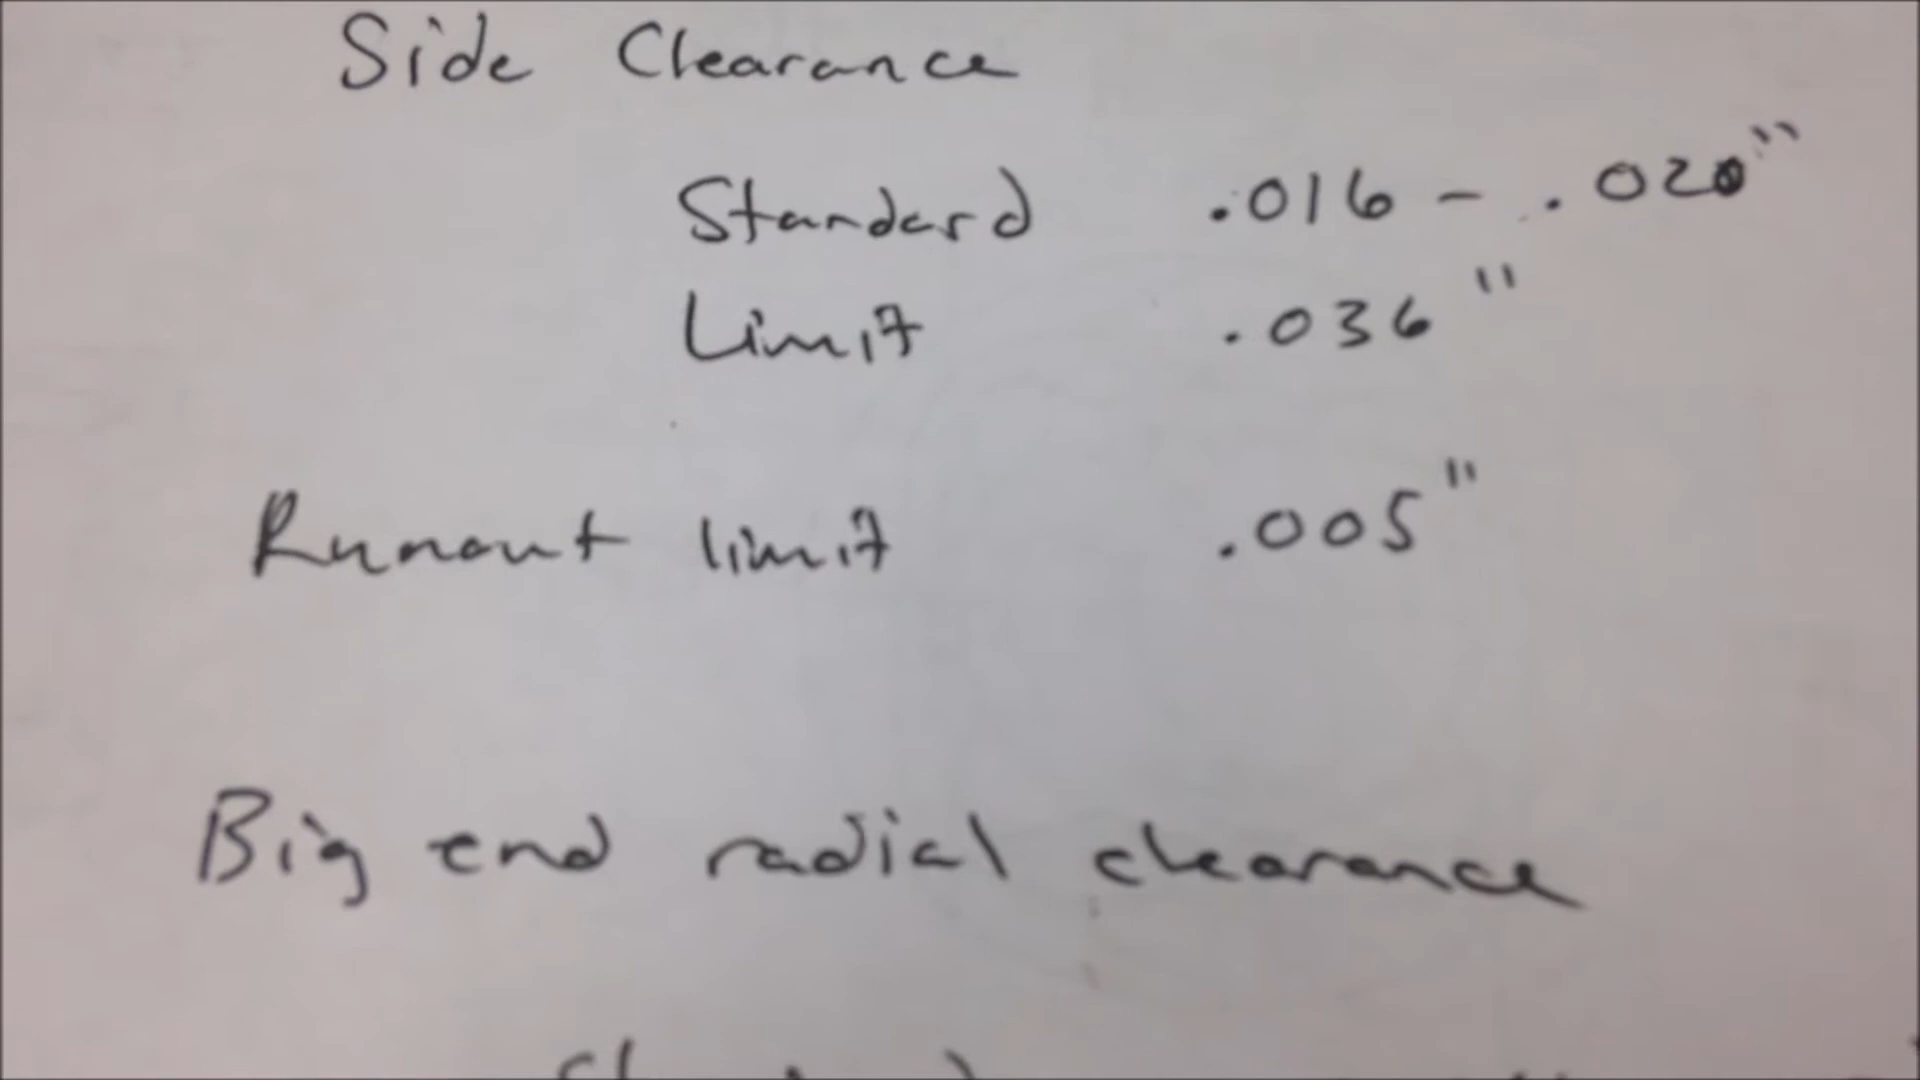 Side Clearance
Standard .016 - .020"
Limit .036"
Runout limit .005"
Big end radial clearance